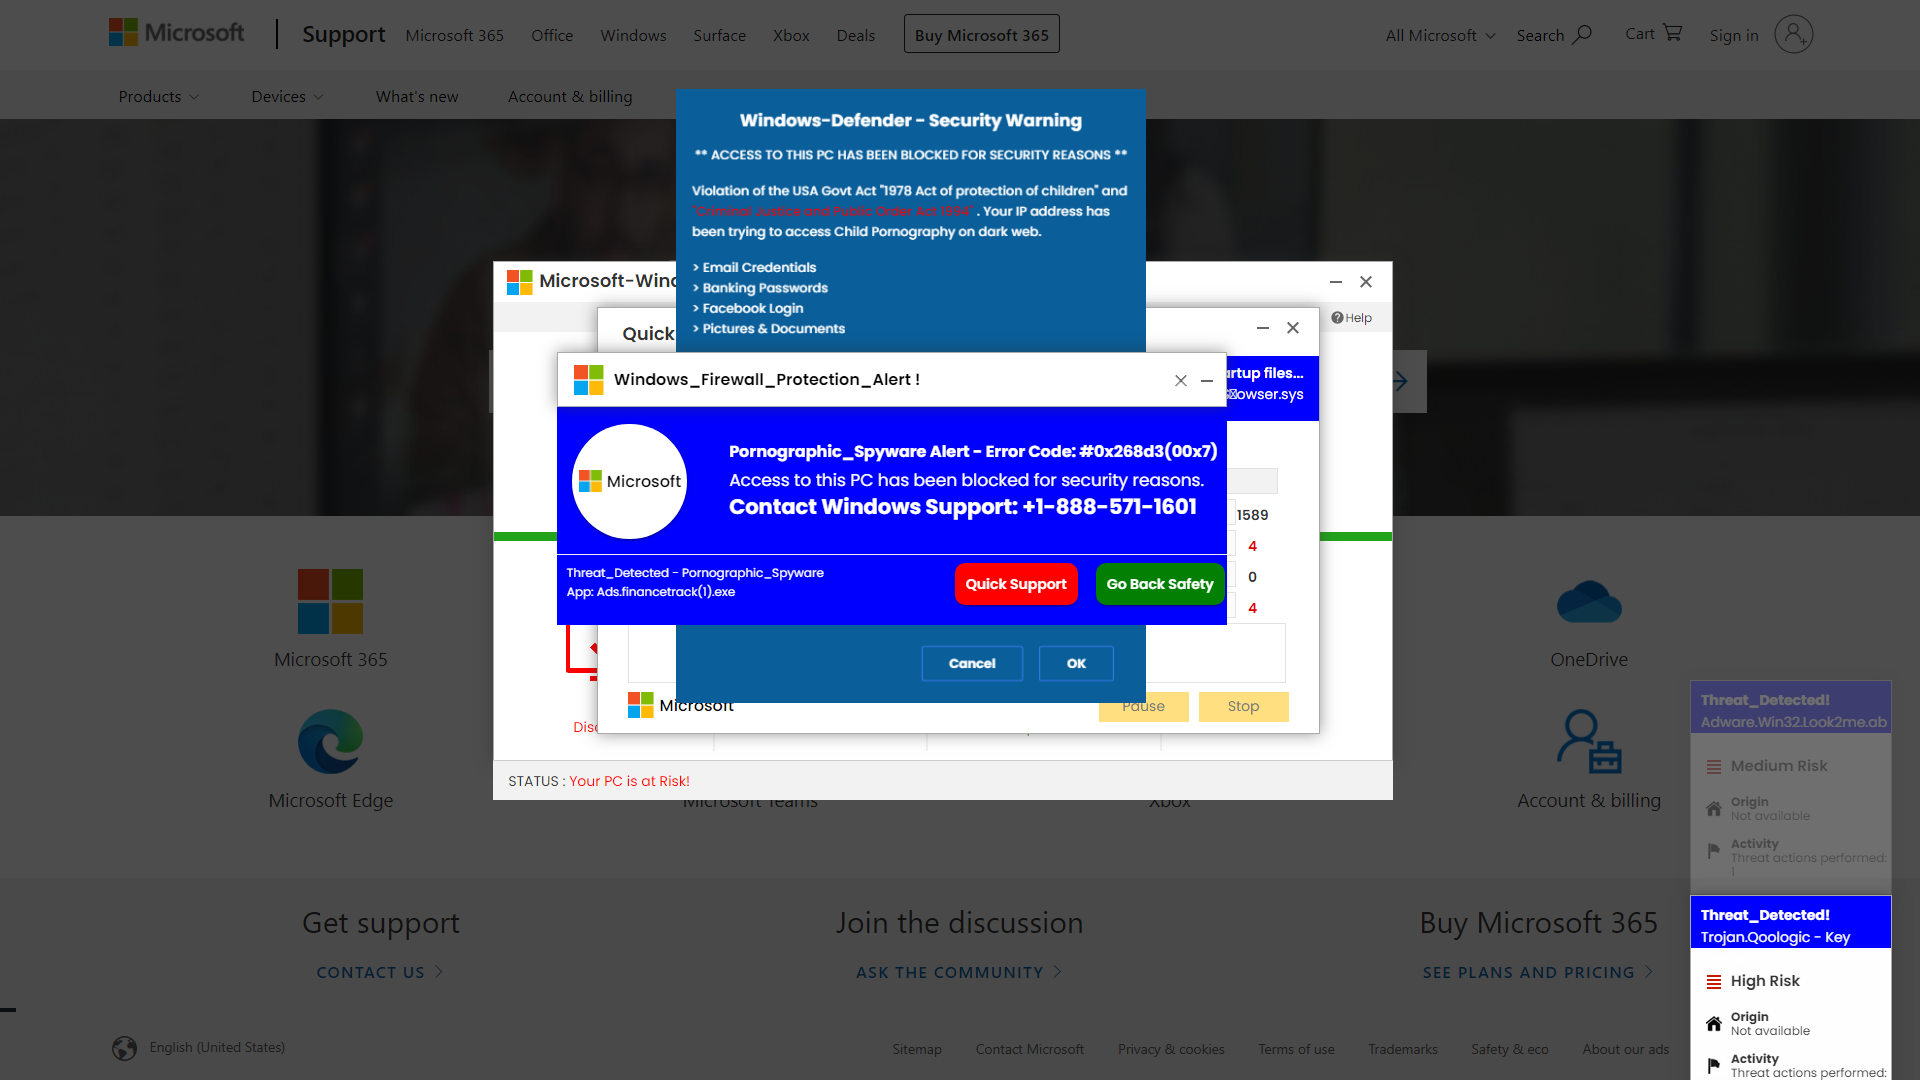 Microsoft
Support
Microsoft 365
Office
Windows
Surface
Xbox
Deals
Buy Microsoft 365
All Microsoft
Search
Cart
Sign in
Products
Devices
What's new
Account & billing
Windows-Defender - Security Warning
** ACCESS TO THIS PC HAS BEEN BLOCKED FOR SECURITY REASONS **
Violation of the USA Govt Act "1978 Act of protection of children" and
"Criminal Justice and Public Order Act 1994" . Your IP address has
been trying to access Child Pornography on dark web.
> Email Credentials
> Banking Passwords
> Facebook Login
> Pictures & Documents
Microsoft-Wind
Help
Quick
artup files...
owser.sys
Windows_Firewall_Protection_Alert !
Microsoft
Pornographic_Spyware Alert - Error Code: #0x268d3(00x7)
Access to this PC has been blocked for security reasons.
Contact Windows Support: +1-888-571-1601
Threat_Detected - Pornographic_Spyware
App: Ads.financetrack(1).exe
Quick Support
Go Back Safety
1589
4
0
4
Cancel
OK
Microsoft
Pause
Stop
Disc
STATUS : Your PC is at Risk!
Microsoft 365
OneDrive
Microsoft Edge
Microsoft Teams
Xbox
Account & billing
Threat_Detected!
Adware.Win32.Look2me.ab
Medium Risk
Origin
Not available
Activity
Threat actions performed:
1
Threat_Detected!
Trojan.Qoologic - Key
High Risk
Origin
Not available
Activity
Threat actions performed:
Get support
CONTACT US
Join the discussion
ASK THE COMMUNITY
Buy Microsoft 365
SEE PLANS AND PRICING
English (United States)
Sitemap
Contact Microsoft
Privacy & cookies
Terms of use
Trademarks
Safety & eco
About our ads